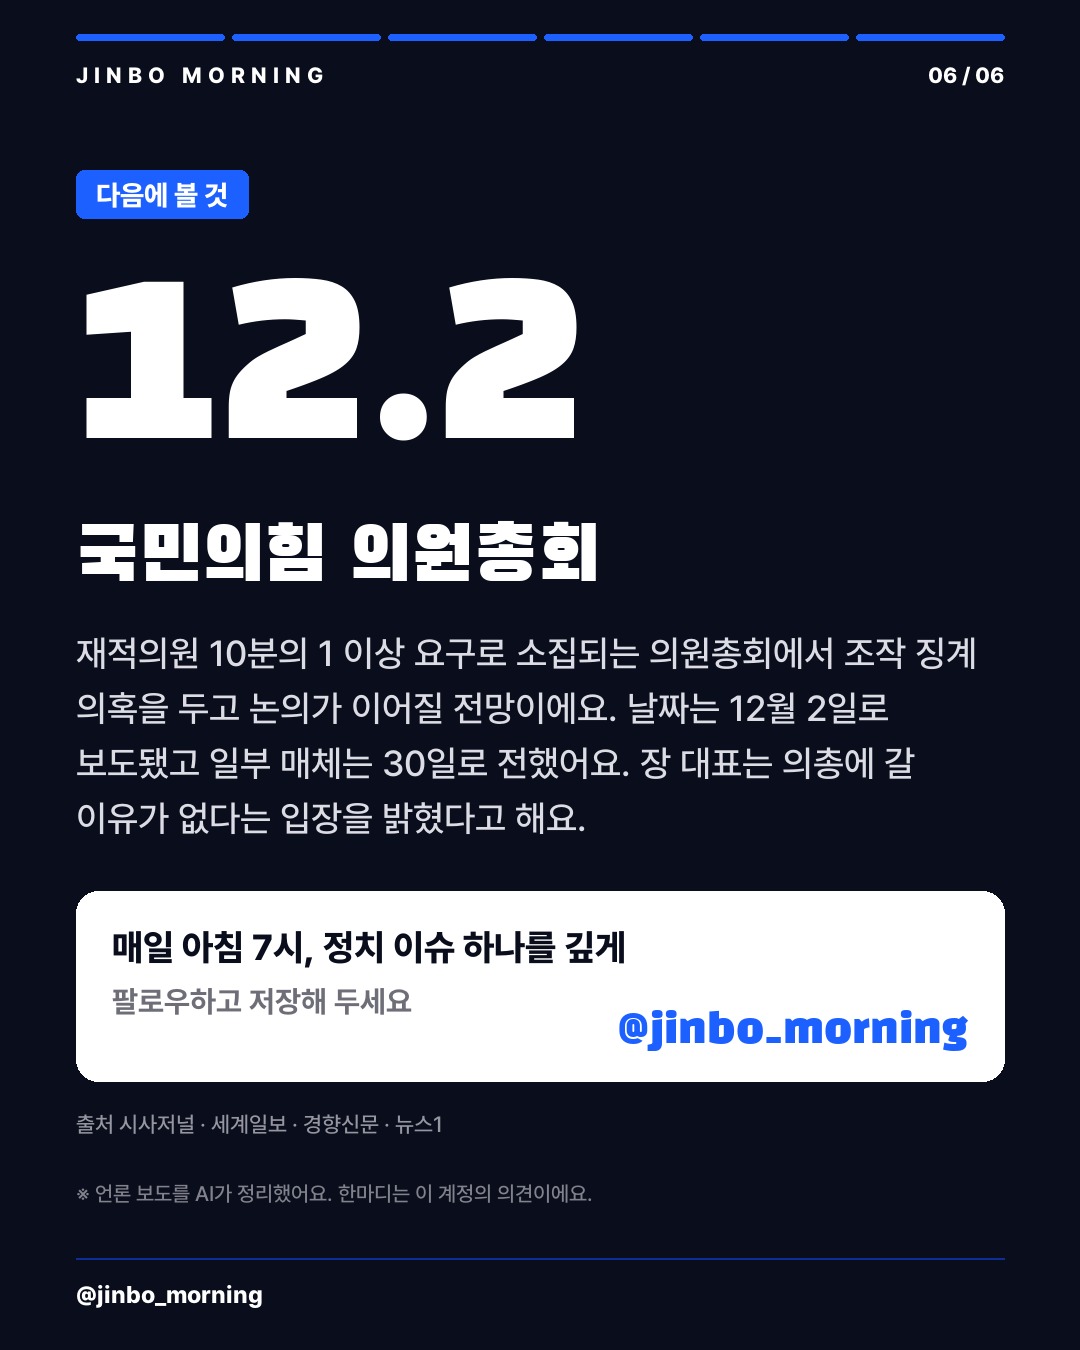 JINBO MORNING
06 / 06
다음에 볼 것
12.2
국민의힘 의원총회
재적의원 10분의 1 이상 요구로 소집되는 의원총회에서 조작 징계
의혹을 두고 논의가 이어질 전망이에요. 날짜는 12월 2일로
보도됐고 일부 매체는 30일로 전했어요. 장 대표는 의총에 갈
이유가 없다는 입장을 밝혔다고 해요.
매일 아침 7시, 정치 이슈 하나를 깊게
팔로우하고 저장해 두세요
@jinbo_morning
출처 시사저널 · 세계일보 · 경향신문 · 뉴스1
※ 언론 보도를 AI가 정리했어요. 한마디는 이 계정의 의견이에요.
@jinbo_morning